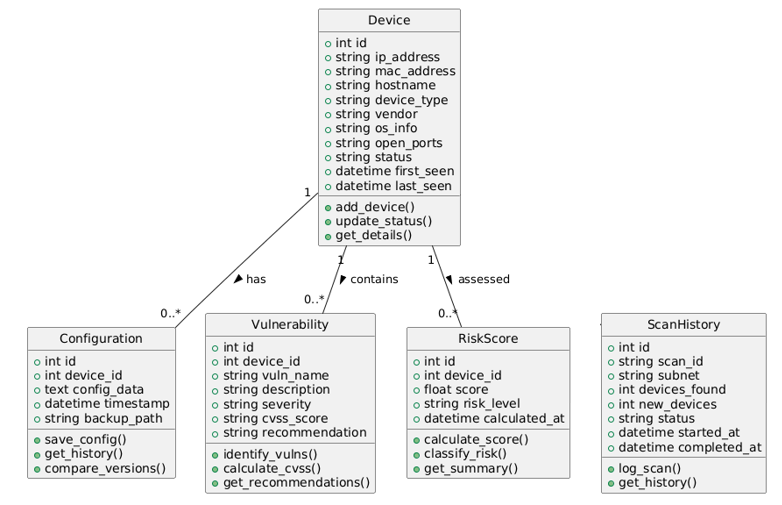 Device
int id
string ip_address
string mac_address
string hostname
string device_type
string vendor
string os_info
string open_ports
string status
datetime first_seen
datetime last_seen
add_device()
update_status()
get_details()
1
1
1
has
contains
assessed
0..*
0..*
0..*
Configuration
int id
int device_id
text config_data
datetime timestamp
string backup_path
save_config()
get_history()
compare_versions()
Vulnerability
int id
int device_id
string vuln_name
string description
string severity
string cvss_score
string recommendation
identify_vulns()
calculate_cvss()
get_recommendations()
RiskScore
int id
int device_id
float score
string risk_level
datetime calculated_at
calculate_score()
classify_risk()
get_summary()
ScanHistory
int id
string scan_id
string subnet
int devices_found
int new_devices
string status
datetime started_at
datetime completed_at
log_scan()
get_history()